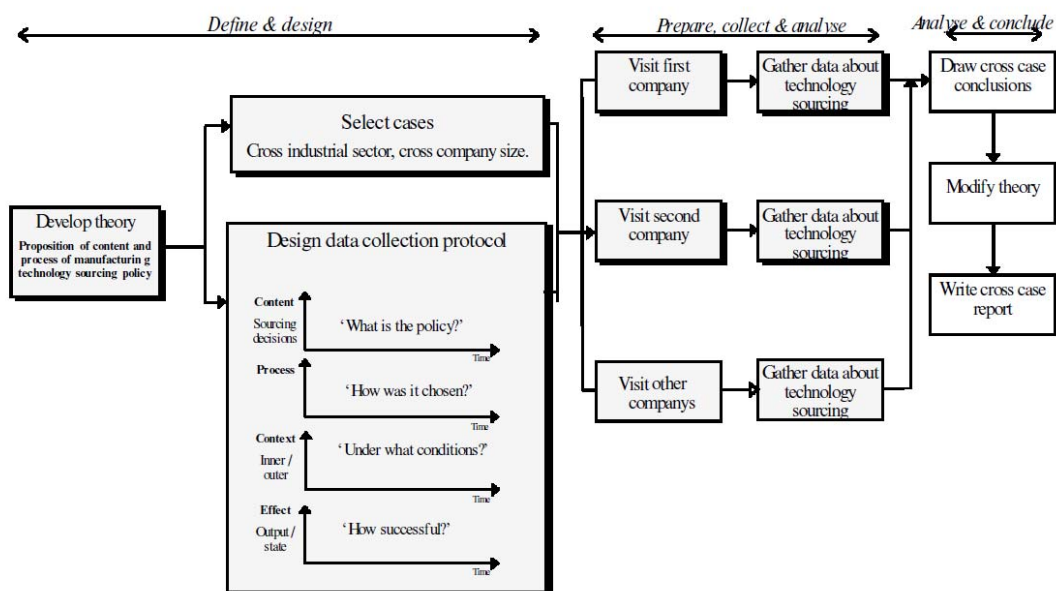 Define & design
Prepare, collect & analyse
Analyse & conclude
Develop theory
Proposition of content and
process of manufacturin g
technology sourcing policy
Select cases
Cross industrial sector, cross company size.
Design data collection protocol
Content
Sourcing
decisions
‘What is the policy?’
Time
Process
‘How was it chosen?’
Time
Context
Inner /
outer
‘Under what conditions?’
Time
Effect
Output /
state
‘How successful?’
Time
Visit first
company
Gather data about
technology
sourcing
Visit second
company
Gather data about
technology
sourcing
Visit other
companys
Gather data about
technology
sourcing
Draw cross case
conclusions
Modify theory
Write cross case
report